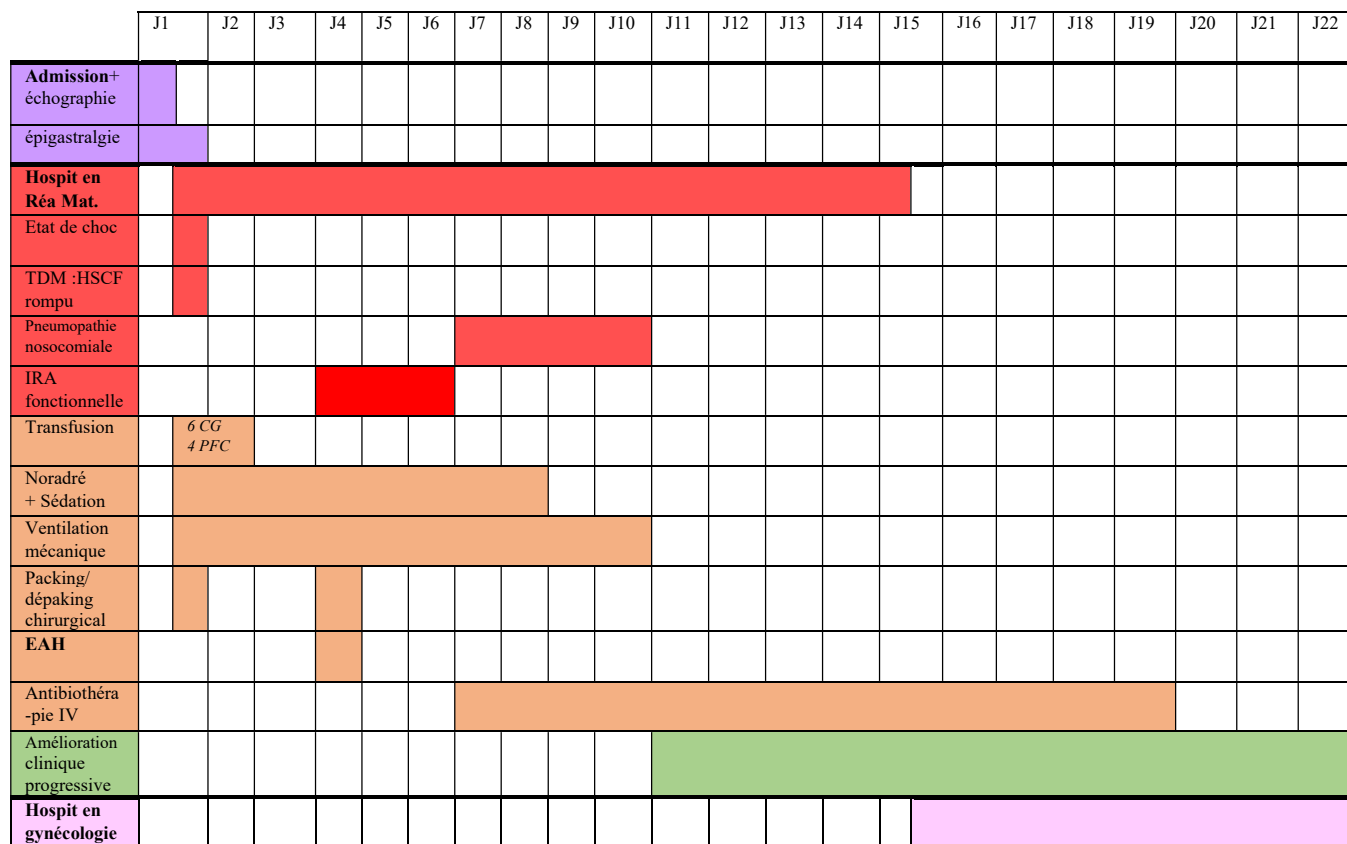 J1 J2 J3 J4 J5 J6 J7 J8 J9 J10 J11 J12 J13 J14 J15 J16 J17 J18 J19 J20 J21 J22
Admission+
échographie
épigastralgie
Hospit en
Réa Mat.
Etat de choc
TDM :HSCF
rompu
Pneumopathie
nosocomiale
IRA
fonctionnelle
Transfusion
6 CG
4 PFC
Noradré
+ Sédation
Ventilation
mécanique
Packing/
dépaking
chirurgical
EAH
Antibiothéra
-pie IV
Amélioration
clinique
progressive
Hospit en
gynécologie